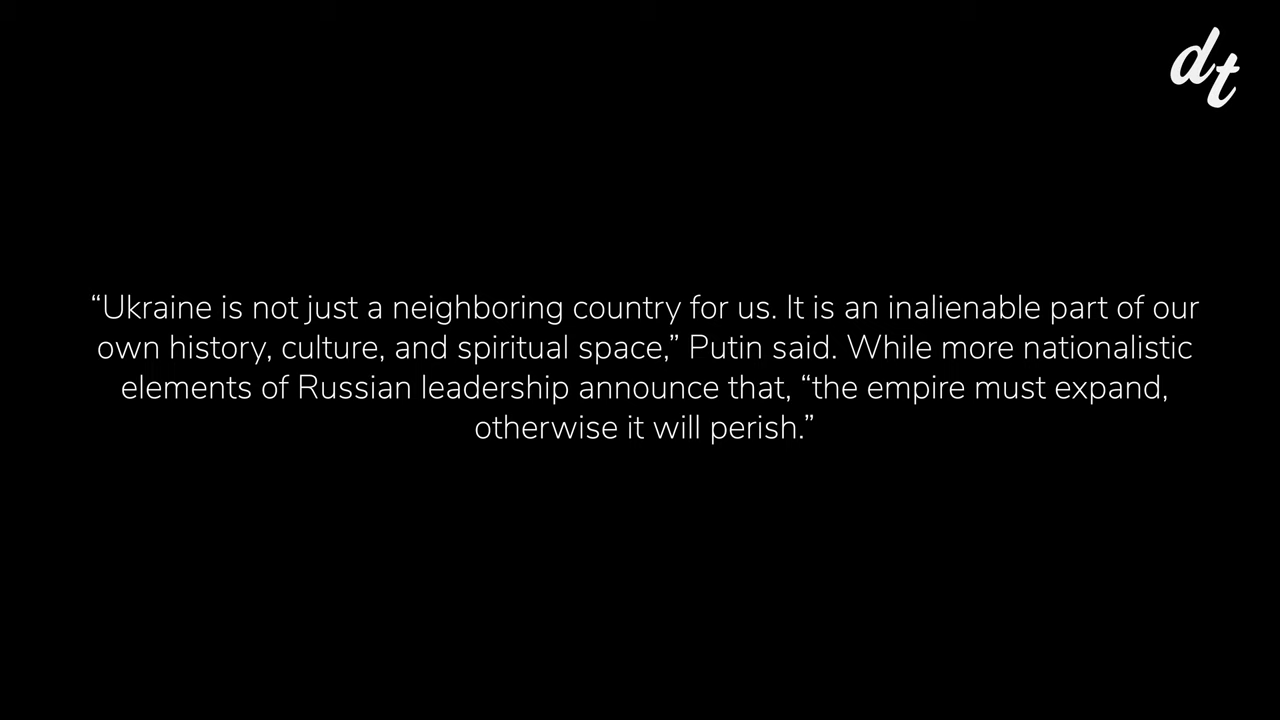 dt
“Ukraine is not just a neighboring country for us. It is an inalienable part of our
own history, culture, and spiritual space,” Putin said. While more nationalistic
elements of Russian leadership announce that, “the empire must expand,
otherwise it will perish.”